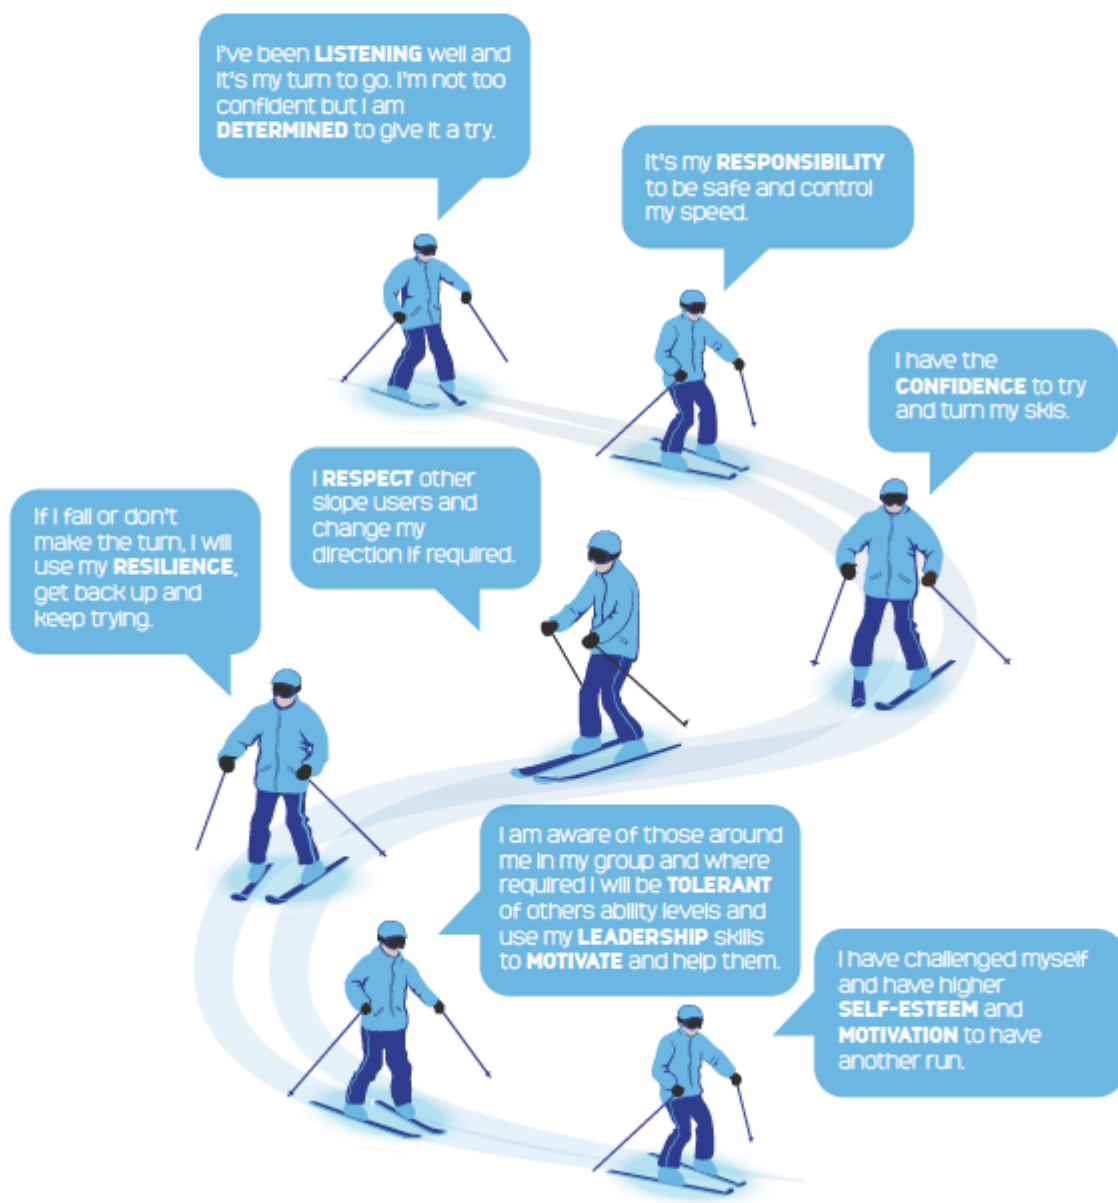 I've been LISTENING well and
it's my turn to go. I'm not too
confident but I am
DETERMINED to give it a try.
It's my RESPONSIBILITY
to be safe and control
my speed.
I have the
CONFIDENCE to try
and turn my skis.
I RESPECT other
slope users and
change my
direction if required.
If I fall or don't
make the turn, I will
use my RESILIENCE,
get back up and
keep trying.
I am aware of those around
me in my group and where
required I will be TOLERANT
of others ability levels and
use my LEADERSHIP skills
to MOTIVATE and help them.
I have challenged myself
and have higher
SELF-ESTEEM and
MOTIVATION to have
another run.